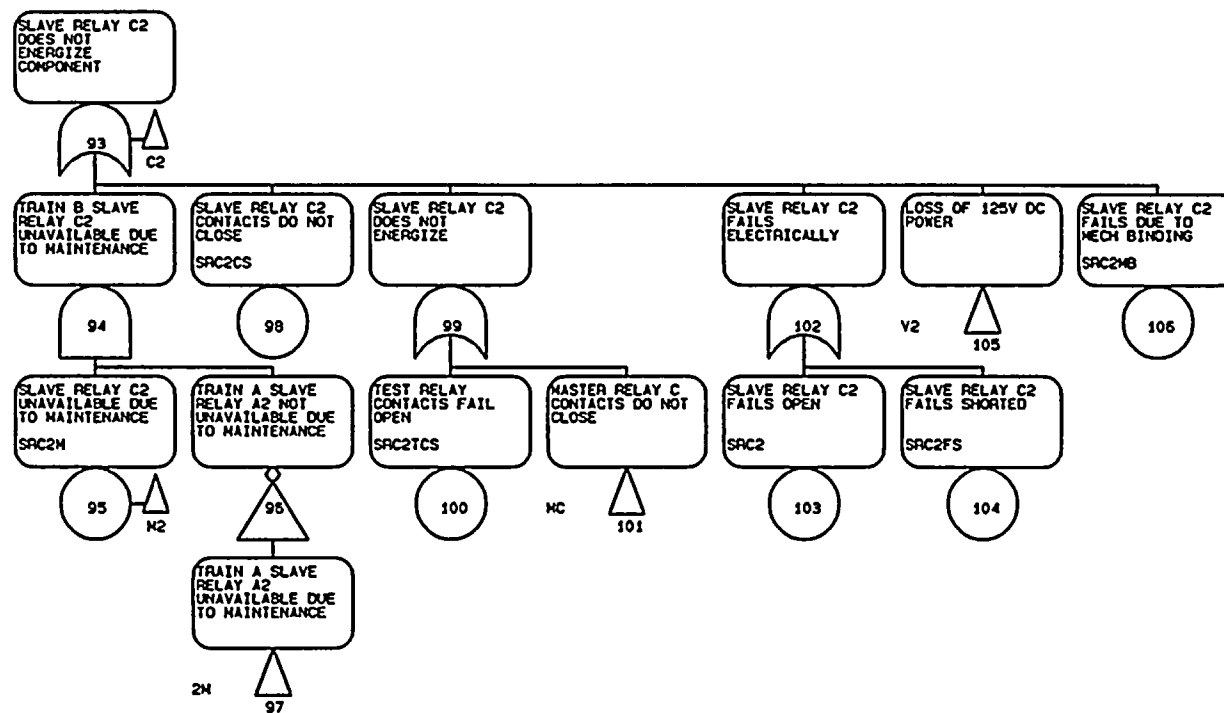 SLAVE RELAY C2
DOES NOT
ENERGIZE
COMPONENT
93
C2
TRAIN B SLAVE
RELAY C2
UNAVAILABLE DUE
TO MAINTENANCE
SLAVE RELAY C2
CONTACTS DO NOT
CLOSE
SRC2CS
SLAVE RELAY C2
DOES NOT
ENERGIZE
SLAVE RELAY C2
FAILS
ELECTRICALLY
LOSS OF 125V DC
POWER
SLAVE RELAY C2
FAILS DUE TO
MECH BINDING
SRC2MB
94
98
99
102
V2
105
106
SLAVE RELAY C2
UNAVAILABLE DUE
TO MAINTENANCE
SRC2M
TRAIN A SLAVE
RELAY A2 NOT
UNAVAILABLE DUE
TO MAINTENANCE
TEST RELAY
CONTACTS FAIL
OPEN
SRC2TCS
MASTER RELAY C
CONTACTS DO NOT
CLOSE
SLAVE RELAY C2
FAILS OPEN
SRC2
SLAVE RELAY C2
FAILS SHORTED
SRC2FS
95
M2
96
100
MC
101
103
104
TRAIN A SLAVE
RELAY A2
UNAVAILABLE DUE
TO MAINTENANCE
2M
97